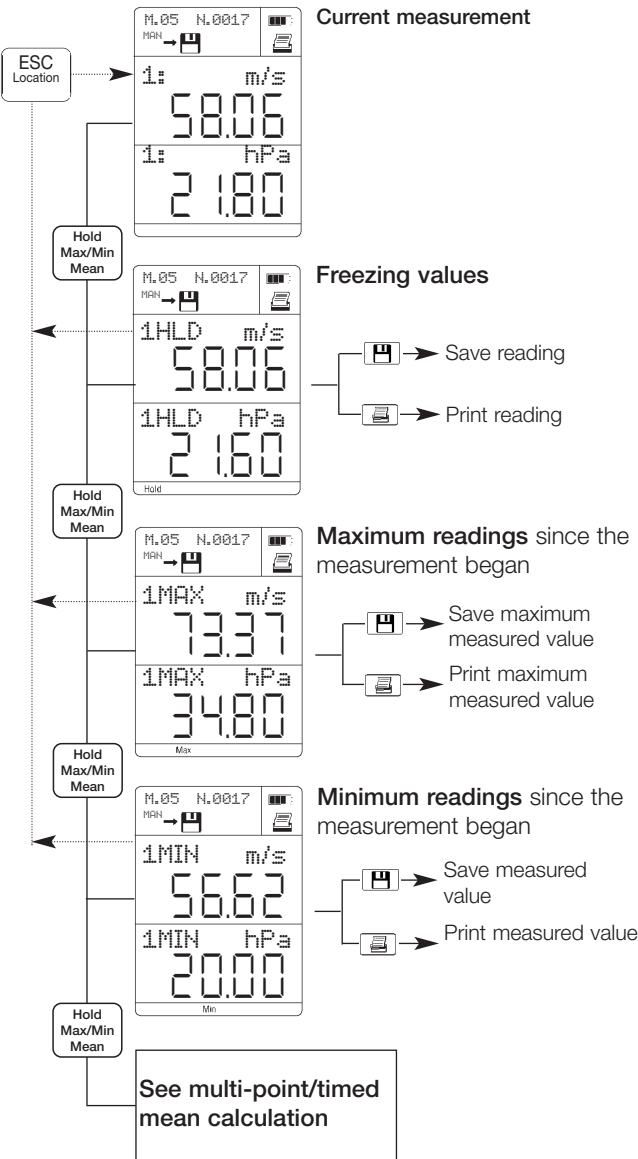 M.05 N.0017
MAN
Current measurement
ESC
Location
1: m/s
58.06
1: hPa
21.80
Hold
Max/Min
Mean
M.05 N.0017
MAN
Freezing values
1HLD m/s
58.06
1HLD hPa
21.60
Hold
Save reading
Print reading
Hold
Max/Min
Mean
M.05 N.0017
MAN
Maximum readings since the
measurement began
1MAX m/s
73.37
1MAX hPa
34.80
Max
Save maximum
measured value
Print maximum
measured value
Hold
Max/Min
Mean
M.05 N.0017
MAN
Minimum readings since the
measurement began
1MIN m/s
56.62
1MIN hPa
20.00
Min
Save measured
value
Print measured value
Hold
Max/Min
Mean
See multi-point/timed
mean calculation